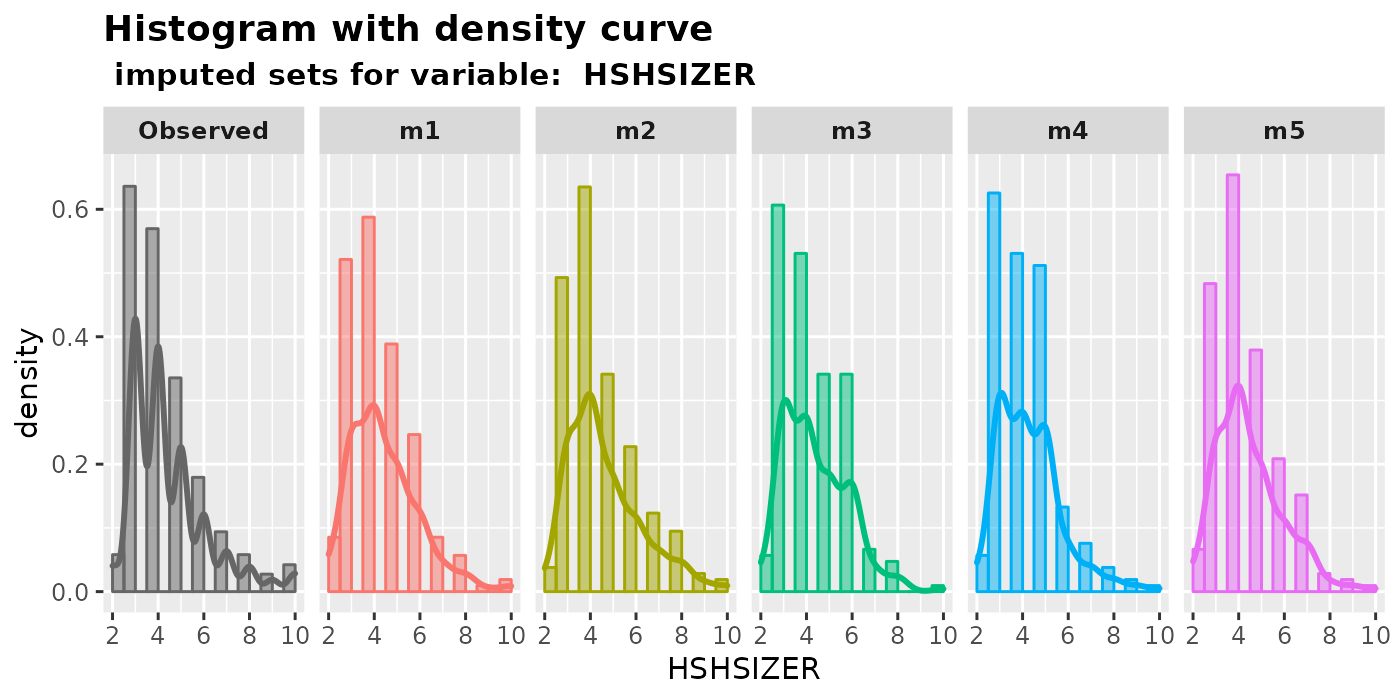 Histogram with density curve
imputed sets for variable:  HSHSIZER
Observed m1 m2 m3 m4 m5
0.6
0.4
0.2
0.0
density
2 4 6 8 10 2 4 6 8 10 2 4 6 8 10 2 4 6 8 10 2 4 6 8 10 2 4 6 8 10
HSHSIZER